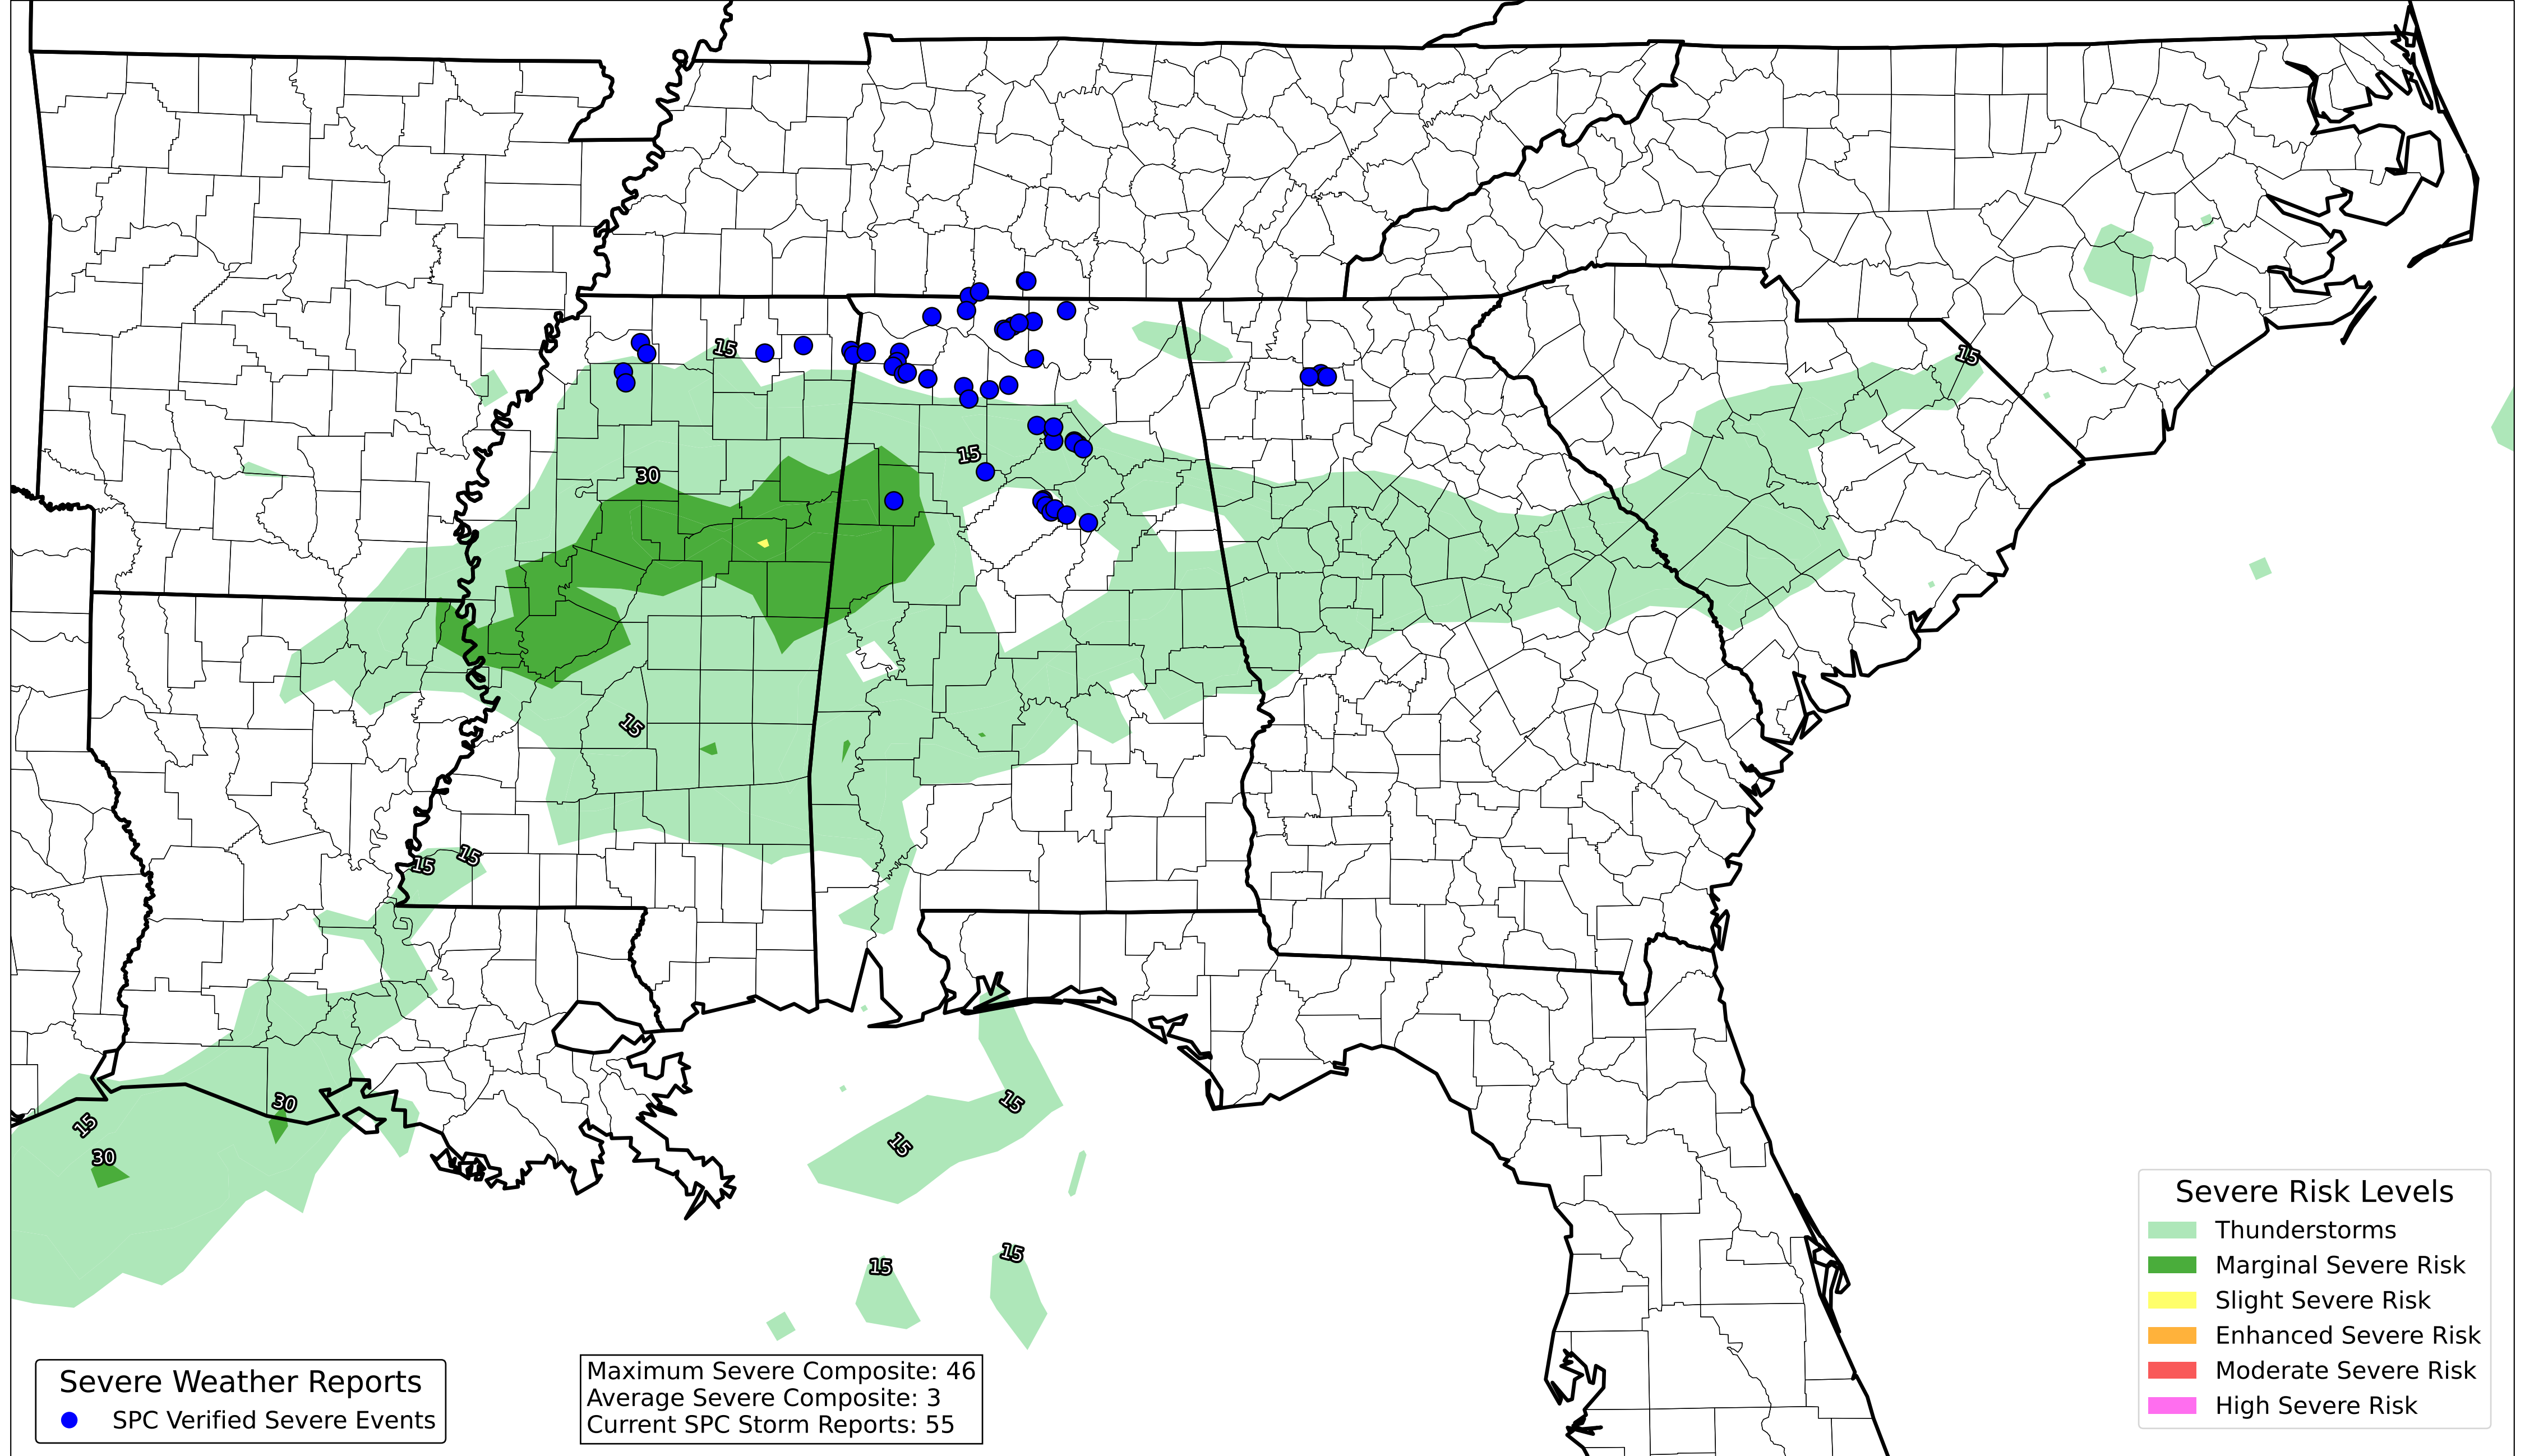 15
15
30
15
15
15
15
30
15
30
15
15
15
15
Severe Risk Levels
Thunderstorms
Marginal Severe Risk
Slight Severe Risk
Enhanced Severe Risk
Moderate Severe Risk
High Severe Risk
Severe Weather Reports
SPC Verified Severe Events
Maximum Severe Composite: 46
Average Severe Composite: 3
Current SPC Storm Reports: 55